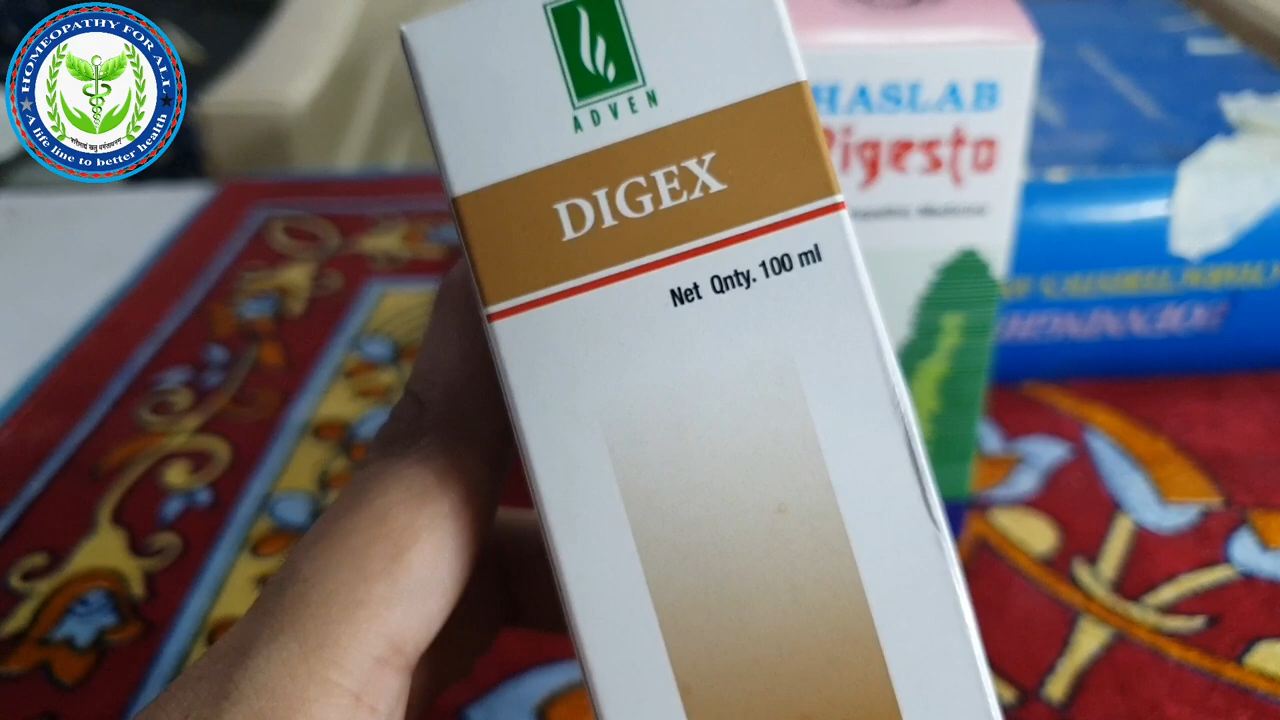 HOMEOPATHY FOR ALL
A life line to better health
ADVEN
DIGEX
Net Qnty. 100 ml
HASLAB
Digesto